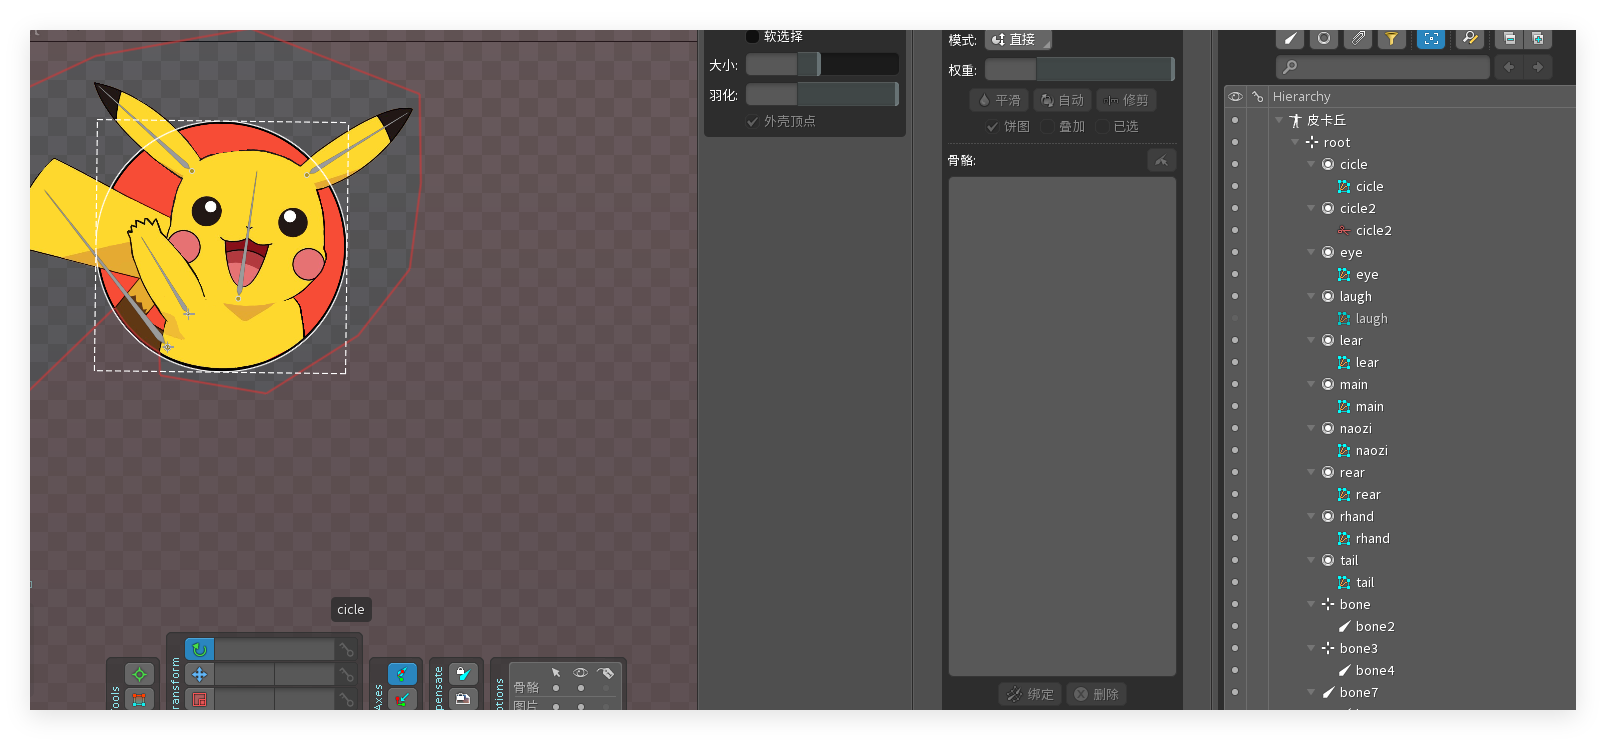 软选择
大小:
羽化:
外壳顶点
模式:
直接
权重:
平滑
自动
修剪
饼图
叠加
已选
骨骼:
绑定
删除
Hierarchy
皮卡丘
root
cicle
cicle
cicle2
cicle2
eye
eye
laugh
laugh
lear
lear
main
main
naozi
naozi
rear
rear
rhand
rhand
tail
tail
bone
bone2
bone3
bone4
bone7
cicle
ools
ransform
Axes
pensate
tions
骨骼
图片